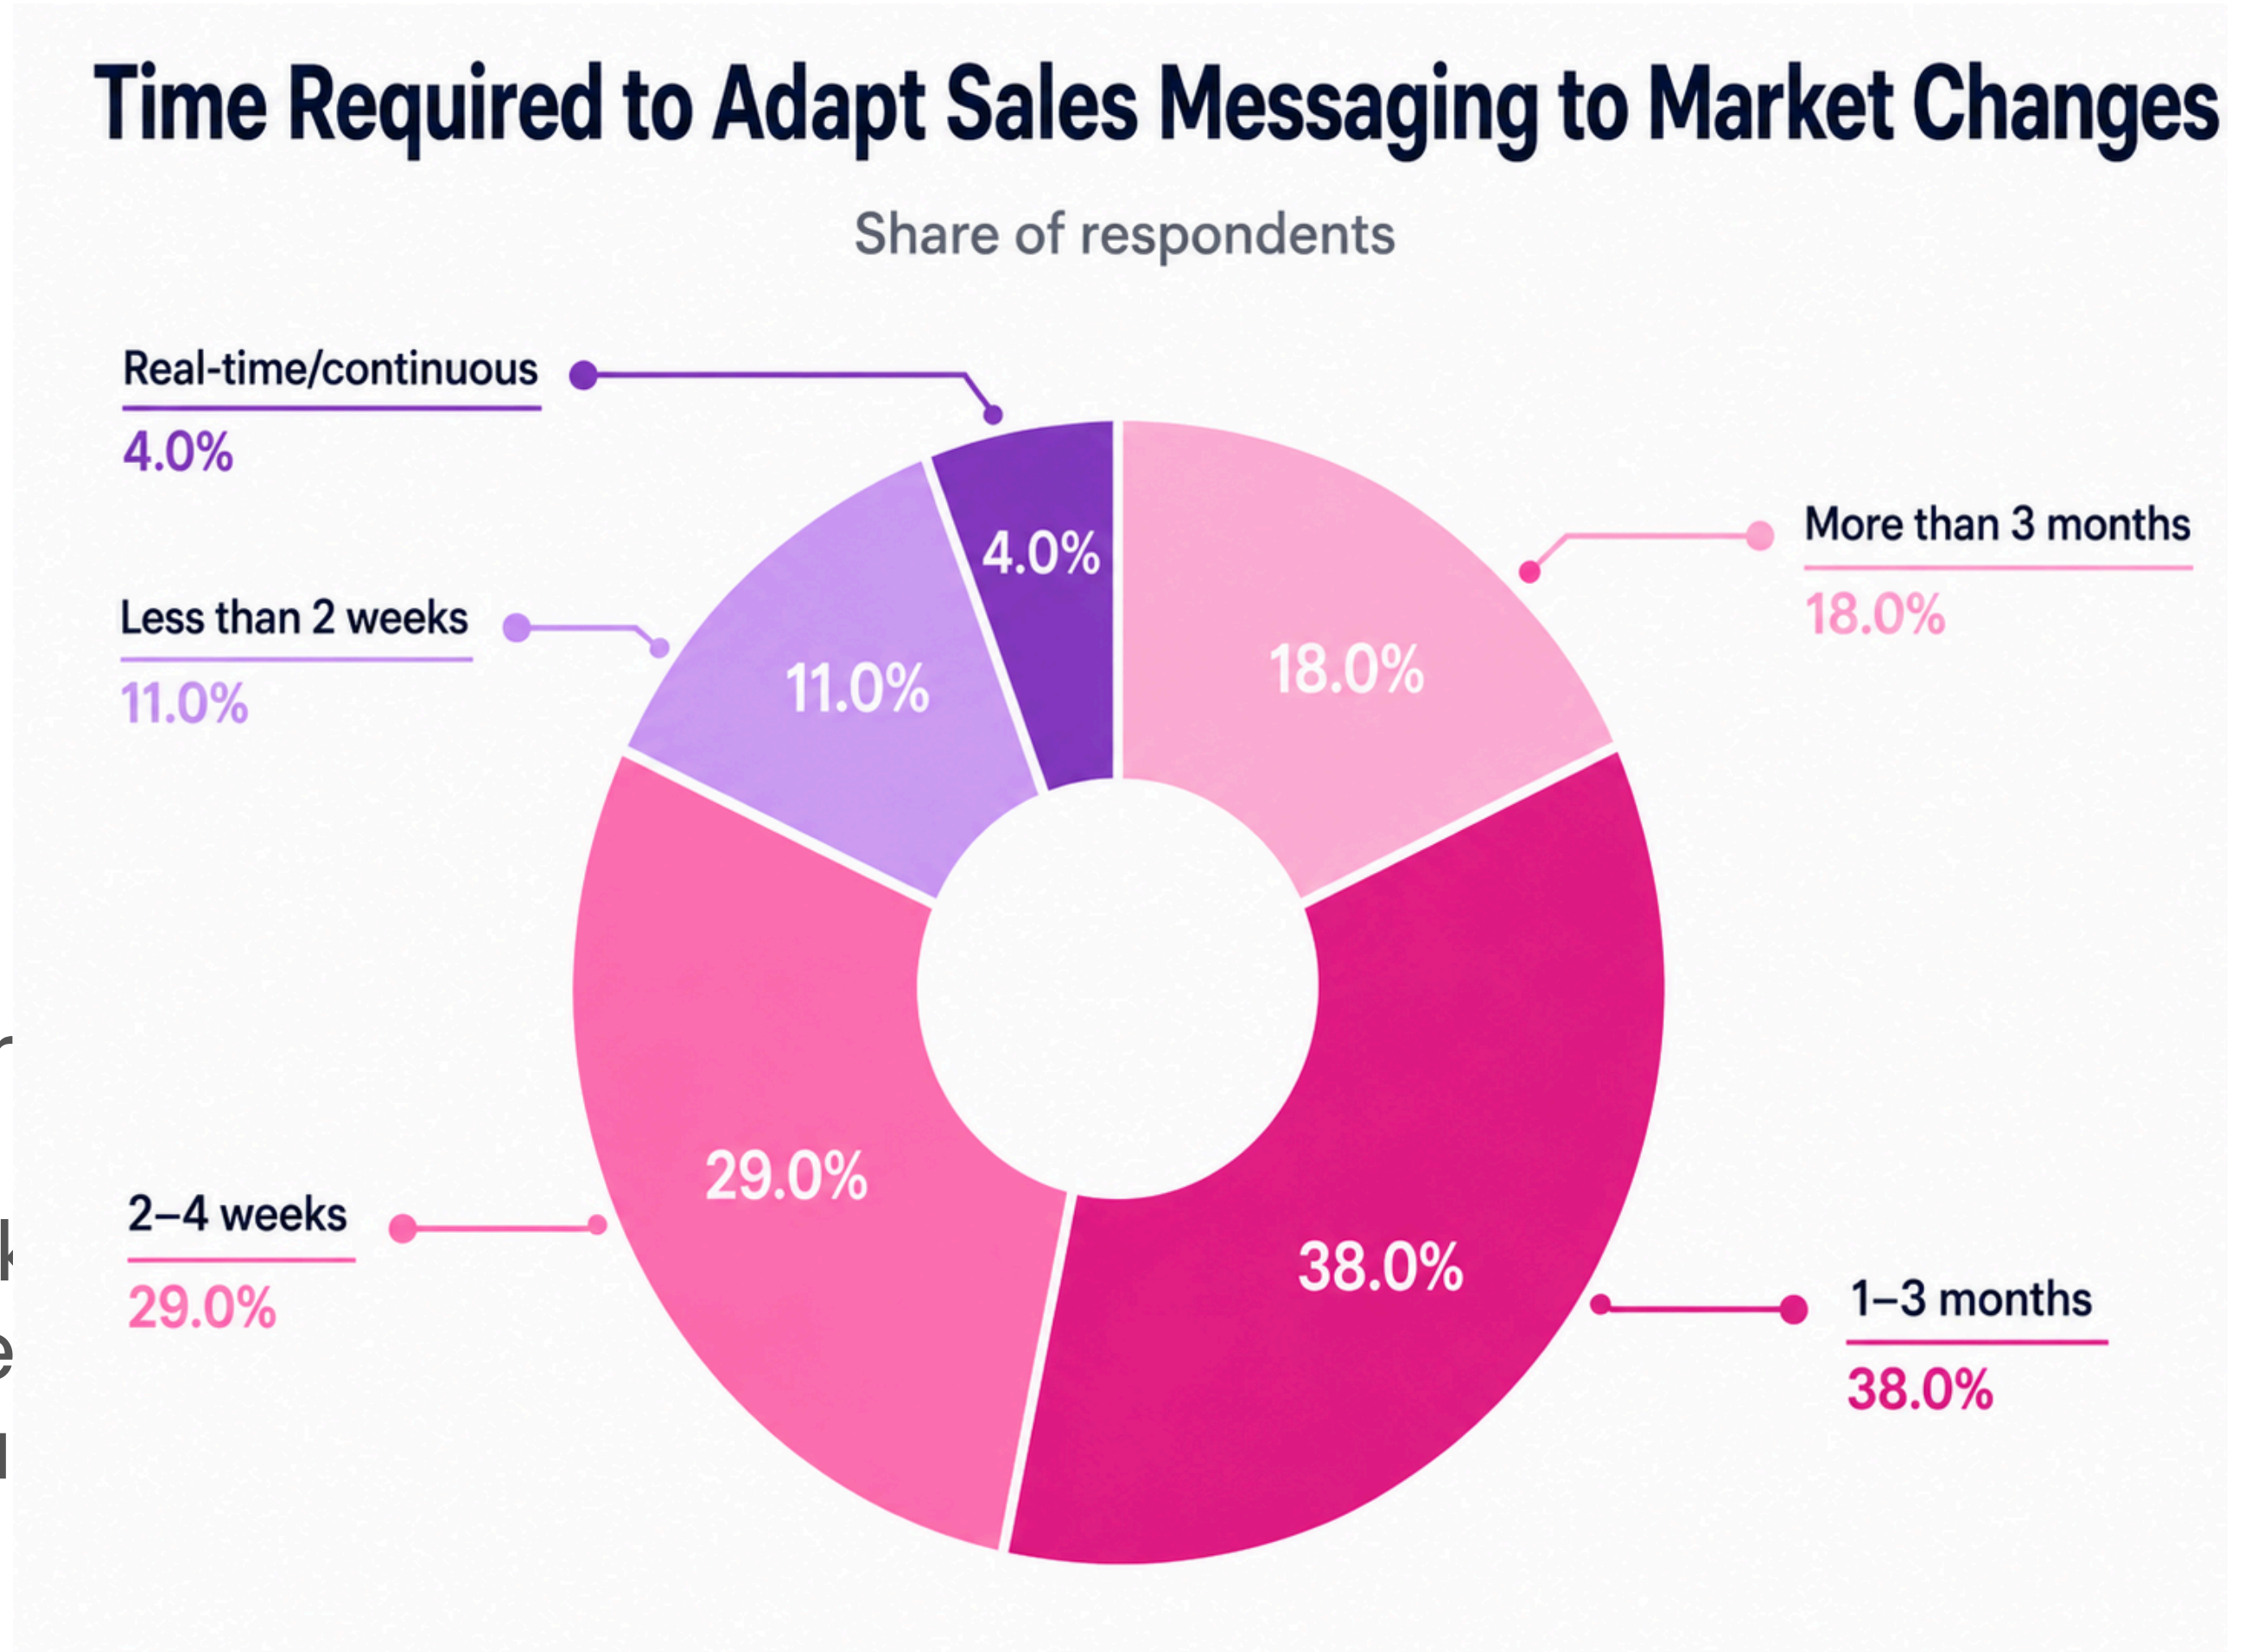 Time Required to Adapt Sales Messaging to Market Changes
Share of respondents
Real-time/continuous
4.0%
Less than 2 weeks
11.0%
2–4 weeks
29.0%
More than 3 months
18.0%
1–3 months
38.0%
4.0%
11.0%
18.0%
29.0%
38.0%